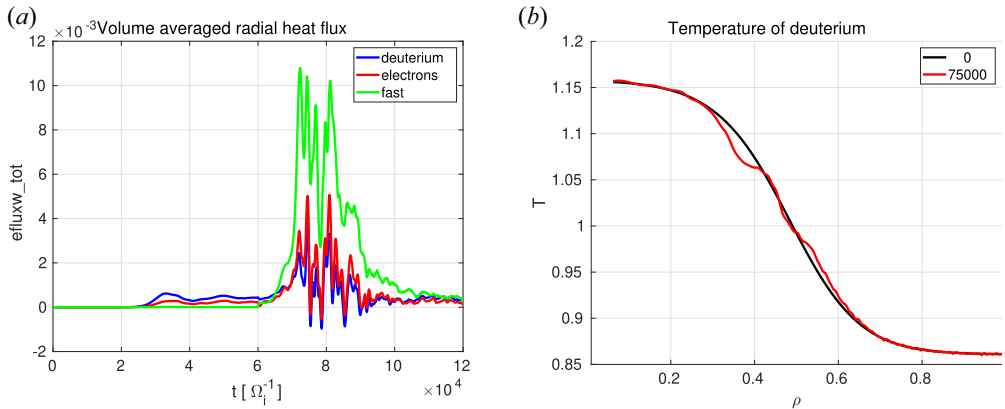 (a)
×10⁻³ Volume averaged radial heat flux
12
10
8
6
4
2
0
-2
efluxw_tot
deuterium
electrons
fast
0 2 4 6 8 10 12
×10⁴
t [ Ω_i⁻¹]
(b)
Temperature of deuterium
1.2
1.15
1.1
1.05
1
0.95
0.9
0.85
T
0
75000
0.2 0.4 0.6 0.8
ρ